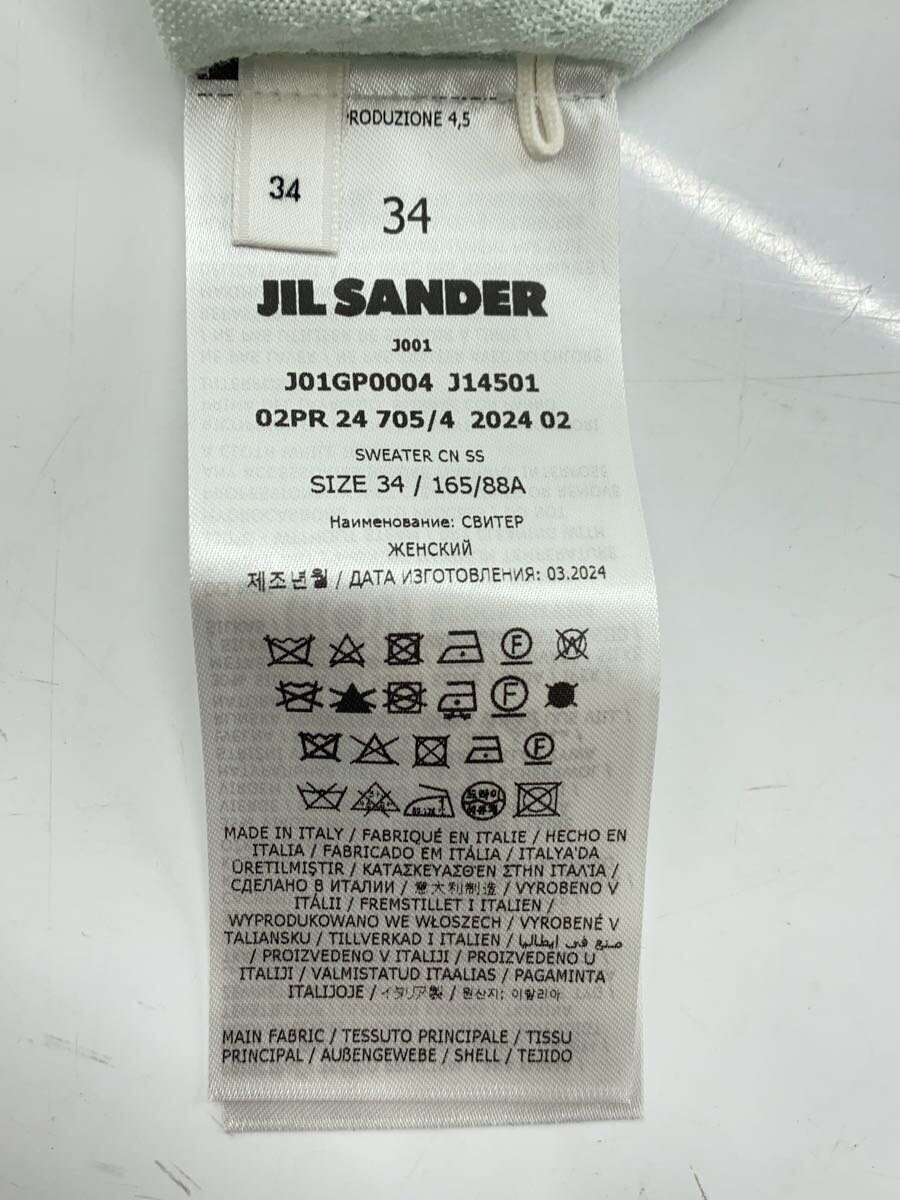 RODUZIONE 4,5
34
34
JIL SANDER
J001
J01GP0004 J14501
02PR 24 705/4 2024 02
SWEATER CN SS
SIZE 34 / 165/88A
Наименование: СВИТЕР
ЖЕНСКИЙ
제조년월 / ДАТА ИЗГОТОВЛЕНИЯ: 03.2024
F W
F
F
드라이
MADE IN ITALY / FABRIQUÉ EN ITALIE / HECHO EN
ITALIA / FABRICADO EM ITÁLIA / ITALYA'DA
ÜRETILMIŞTIR / ΚΑΤΑΣΚΕΥΑΣΘΕΝ ΣΤΗΝ ΙΤΑΛΊΑ /
СДЕЛАНО В ИТАЛИИ / 意大利制造 / VYROBENO V
ITÁLII / FREMSTILLET I ITALIEN /
WYPRODUKOWANO WE WŁOSZECH / VYROBENÉ V
TALIANSKU / TILLVERKAD I ITALIEN / صنع في ايطاليا
/ PROIZVEDENO V ITALIJI / PROIZVEDENO U
ITALIJI / VALMISTATUD ITAALIAS / PAGAMINTA
ITALIJOJE / イタリア製 / 원산지: 이탈리아
MAIN FABRIC / TESSUTO PRINCIPALE / TISSU
PRINCIPAL / AUßENGEWEBE / SHELL / TEJIDO